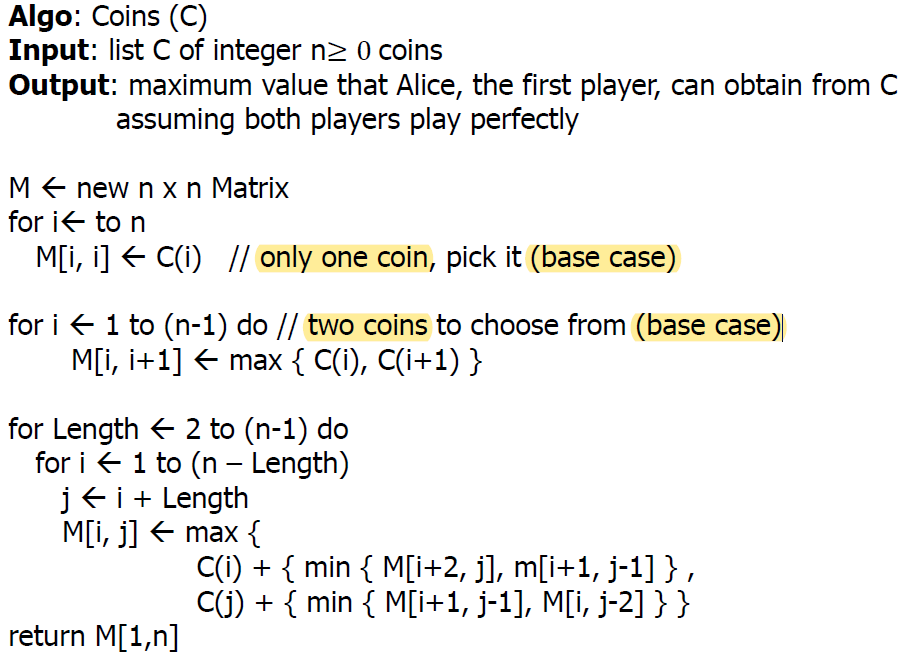 Algo: Coins (C)
Input: list C of integer n≥ 0 coins
Output: maximum value that Alice, the first player, can obtain from C
assuming both players play perfectly
M ← new n x n Matrix
for i← to n
M[i, i] ← C(i) // only one coin, pick it (base case)
for i ← 1 to (n-1) do // two coins to choose from (base case)
M[i, i+1] ← max { C(i), C(i+1) }
for Length ← 2 to (n-1) do
for i ← 1 to (n – Length)
j ← i + Length
M[i, j] ← max {
C(i) + { min { M[i+2, j], m[i+1, j-1] } ,
C(j) + { min { M[i+1, j-1], M[i, j-2] } }
return M[1,n]